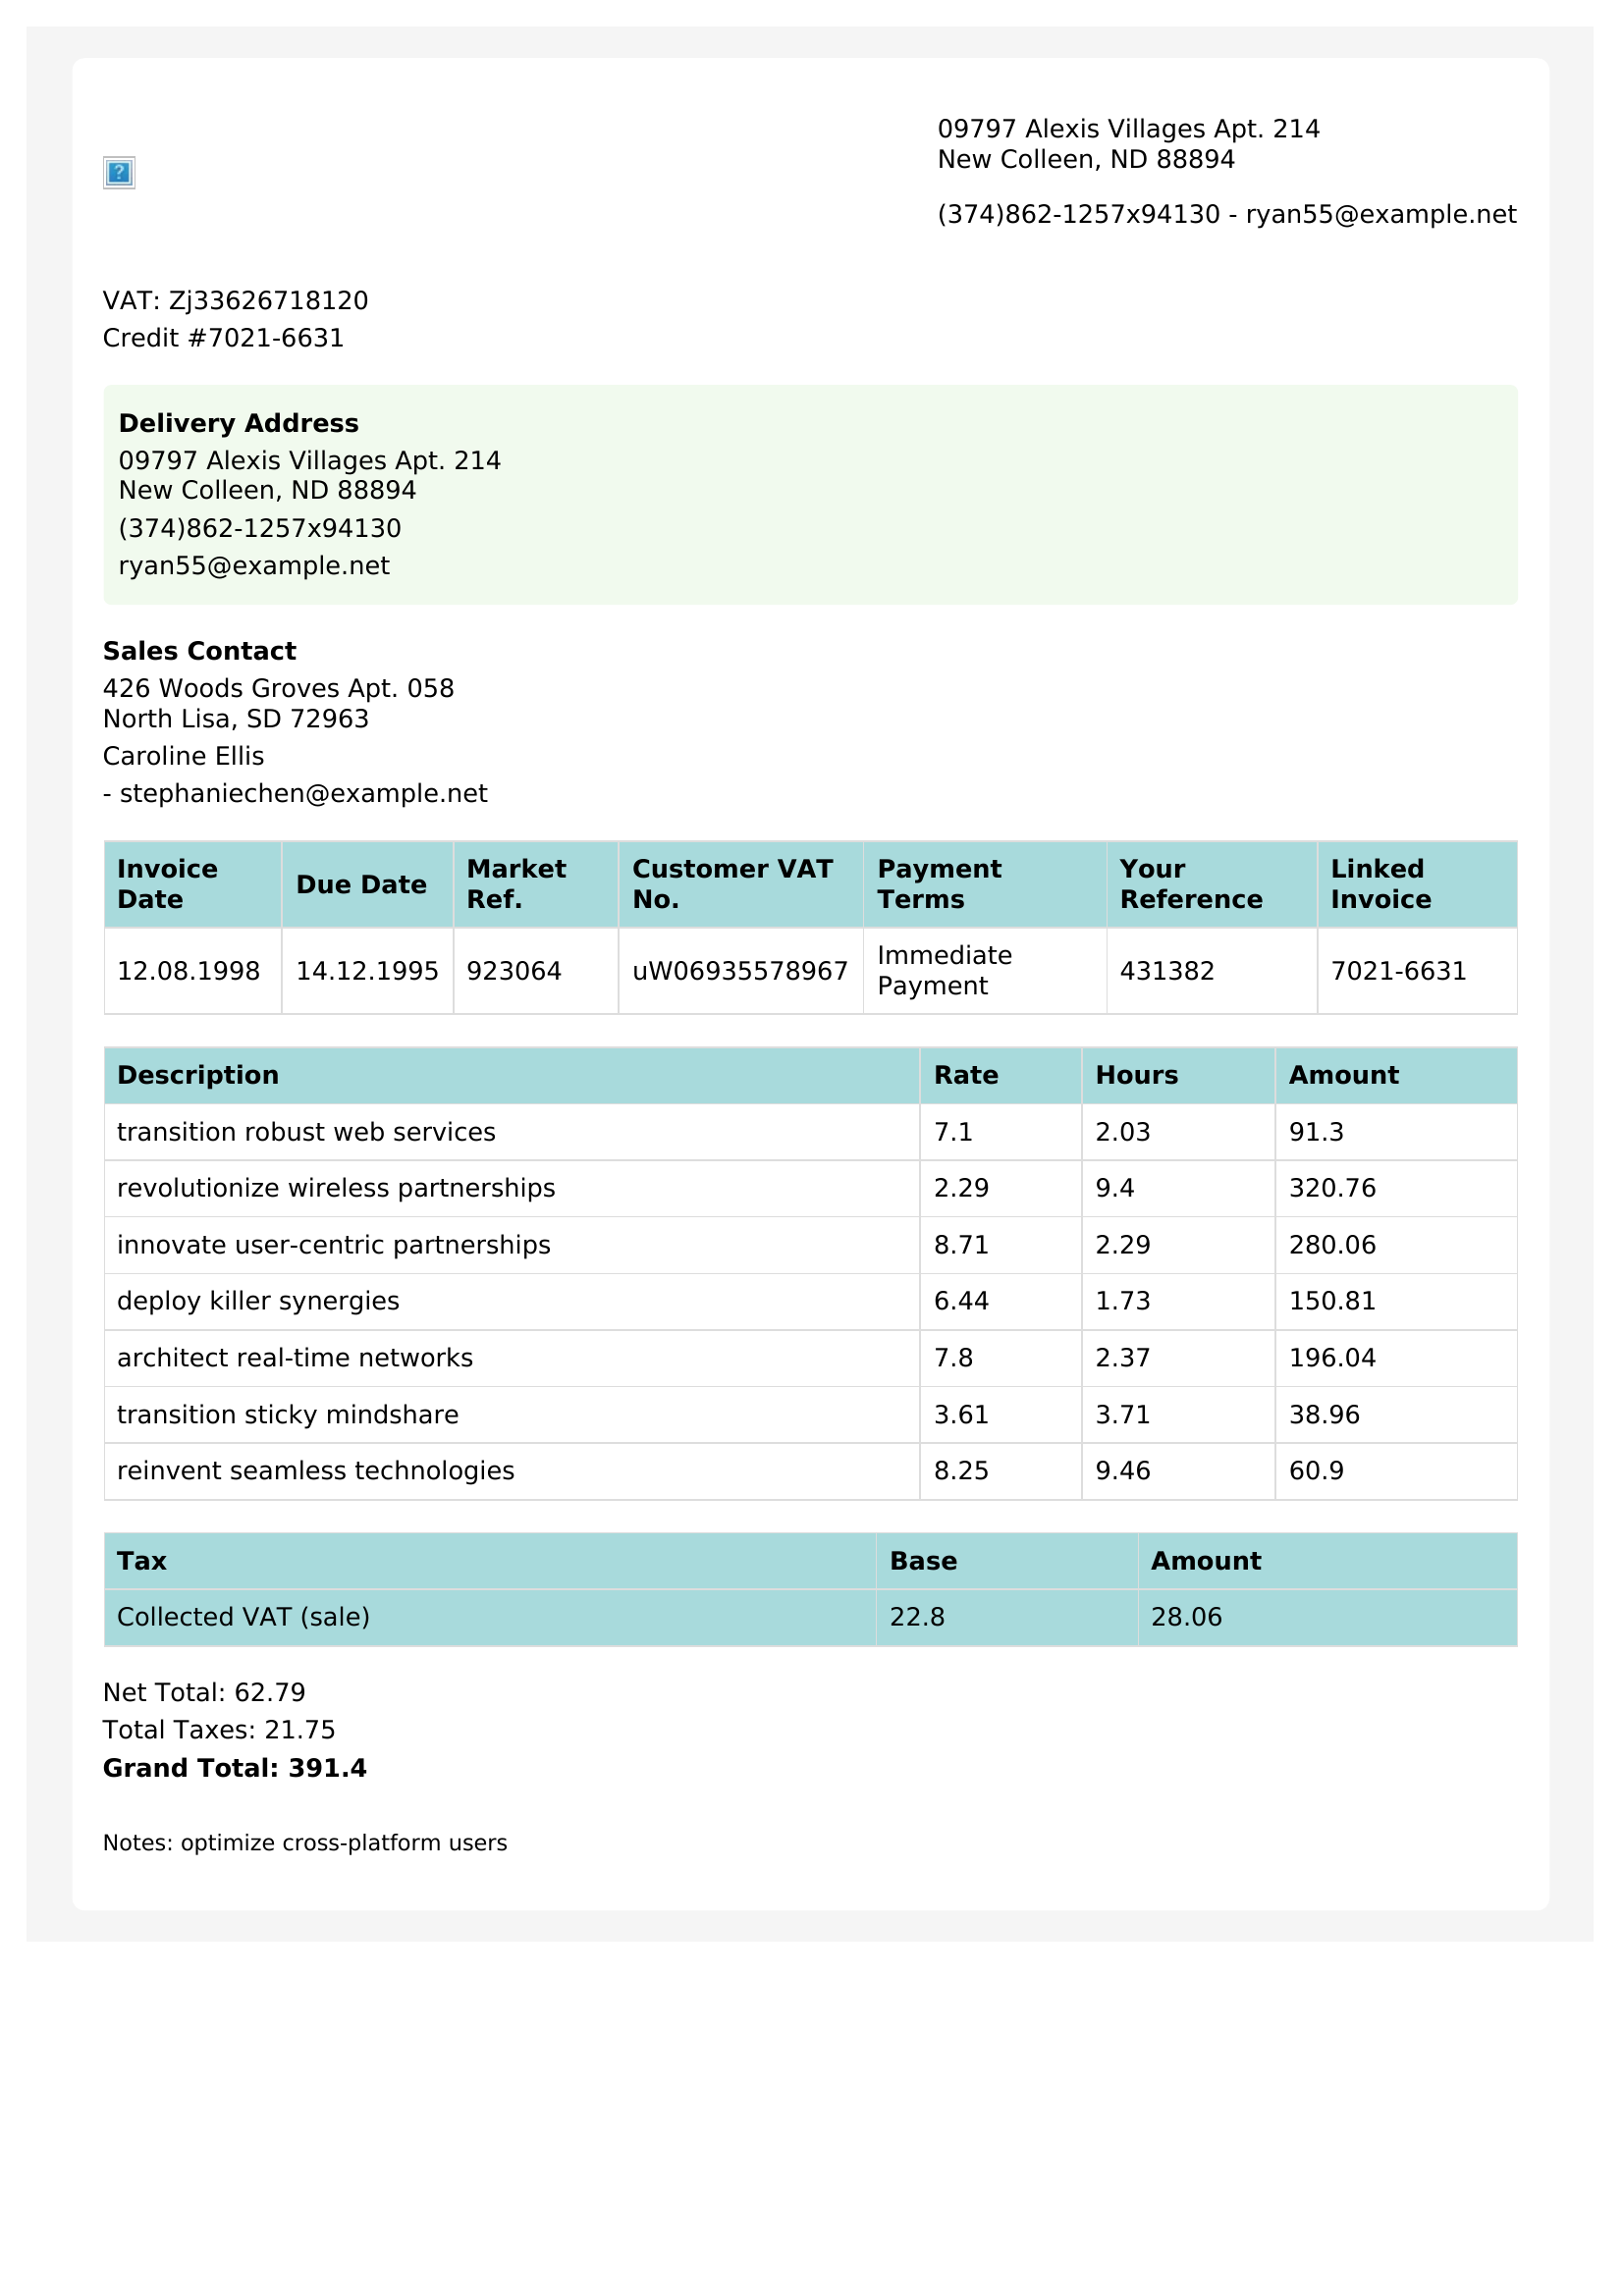 09797 Alexis Villages Apt. 214
New Colleen, ND 88894
(374)862-1257x94130 - ryan55@example.net
VAT: Zj33626718120
Credit #7021-6631
Delivery Address
09797 Alexis Villages Apt. 214
New Colleen, ND 88894
(374)862-1257x94130
ryan55@example.net
Sales Contact
426 Woods Groves Apt. 058
North Lisa, SD 72963
Caroline Ellis
- stephaniechen@example.net
Invoice Date | Due Date | Market Ref. | Customer VAT No. | Payment Terms | Your Reference | Linked Invoice
12.08.1998 | 14.12.1995 | 923064 | uW06935578967 | Immediate Payment | 431382 | 7021-6631
Description | Rate | Hours | Amount
transition robust web services | 7.1 | 2.03 | 91.3
revolutionize wireless partnerships | 2.29 | 9.4 | 320.76
innovate user-centric partnerships | 8.71 | 2.29 | 280.06
deploy killer synergies | 6.44 | 1.73 | 150.81
architect real-time networks | 7.8 | 2.37 | 196.04
transition sticky mindshare | 3.61 | 3.71 | 38.96
reinvent seamless technologies | 8.25 | 9.46 | 60.9
Tax | Base | Amount
Collected VAT (sale) | 22.8 | 28.06
Net Total: 62.79
Total Taxes: 21.75
Grand Total: 391.4
Notes: optimize cross-platform users